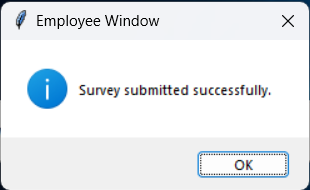 Employee Window
Survey submitted successfully.
OK